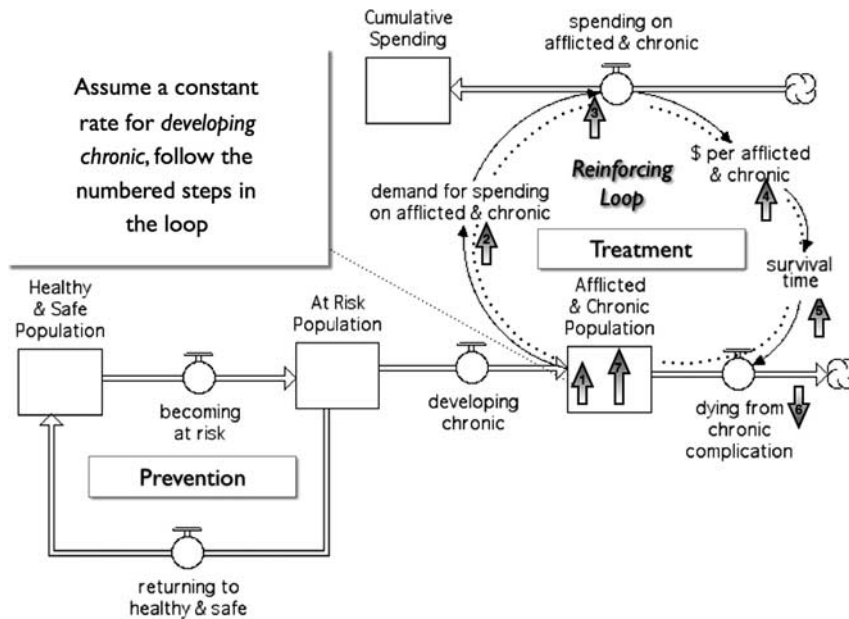 Cumulative
Spending
spending on
afflicted & chronic
Assume a constant
rate for developing
chronic, follow the
numbered steps in
the loop
3
Reinforcing
Loop
$ per afflicted
& chronic
4
demand for spending
on afflicted & chronic
2
Treatment
survival
time
5
Healthy
& Safe
Population
At Risk
Population
Afflicted
& Chronic
Population
1
7
becoming
at risk
developing
chronic
dying from
chronic
complication
6
Prevention
returning to
healthy & safe